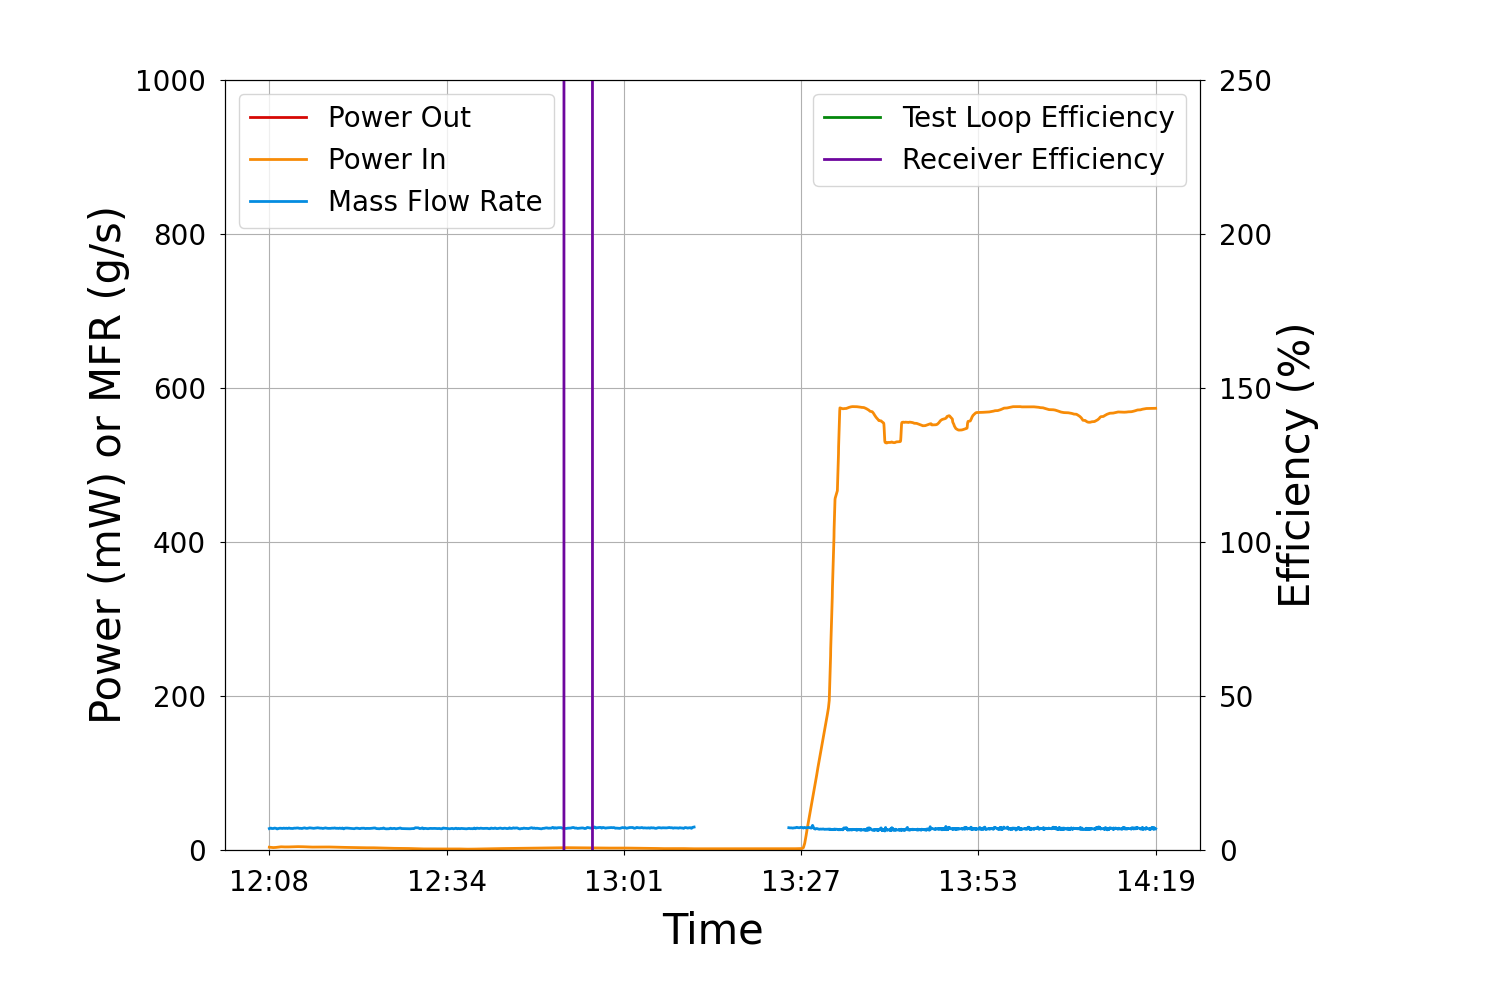 1000
800
600
400
200
0
Power (mW) or MFR (g/s)
Power Out
Power In
Mass Flow Rate
Test Loop Efficiency
Receiver Efficiency
250
200
150
100
50
0
Efficiency (%)
12:08 12:34 13:01 13:27 13:53 14:19
Time